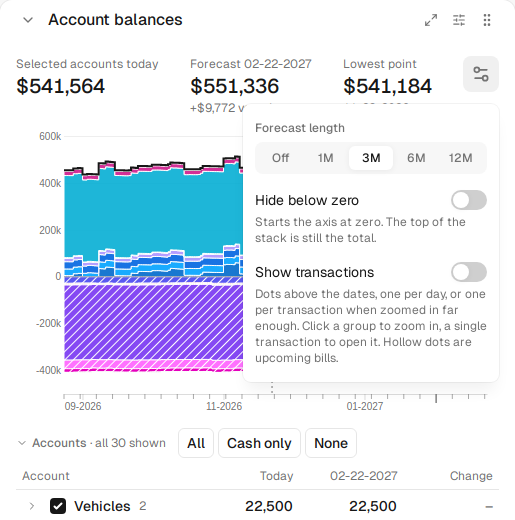 Account balances
Selected accounts today
Forecast 02-22-2027
Lowest point
$541,564
$551,336
$541,184
+$9,772
Forecast length
Off 1M 3M 6M 12M
Hide below zero
Starts the axis at zero. The top of the
stack is still the total.
Show transactions
Dots above the dates, one per day, or one
per transaction when zoomed in far
enough. Click a group to zoom in, a single
transaction to open it. Hollow dots are
upcoming bills.
600k
400k
200k
0
-200k
-400k
09-2026 11-2026 01-2027
Accounts · all 30 shown All Cash only None
Account Today 02-22-2027 Change
Vehicles 2 22,500 22,500 –